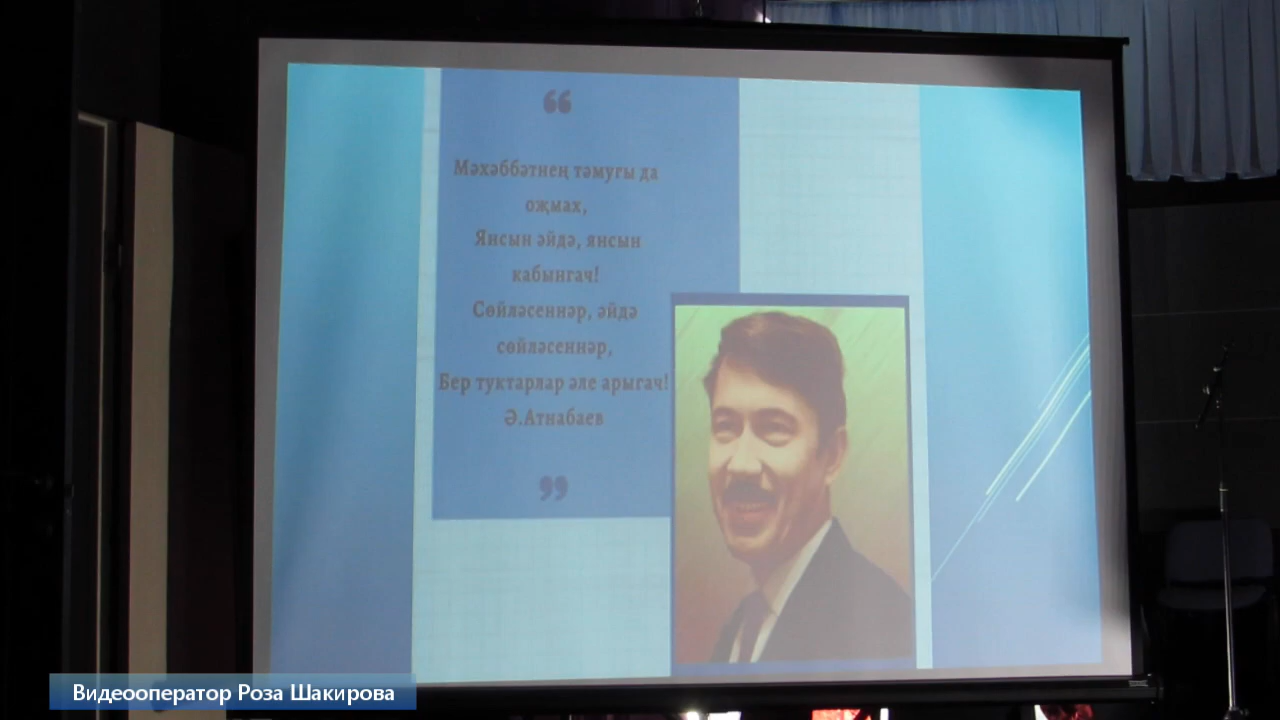 ❝
Мәхәббәтнең тәмугы да
оҗмах,
Янсын әйдә, янсын
кабынгач!
Сөйләсеннәр, әйдә
сөйләсеннәр,
Бер туктарлар әле арыгач!
Ә.Атнабаев
❞
Видеооператор Роза Шакирова